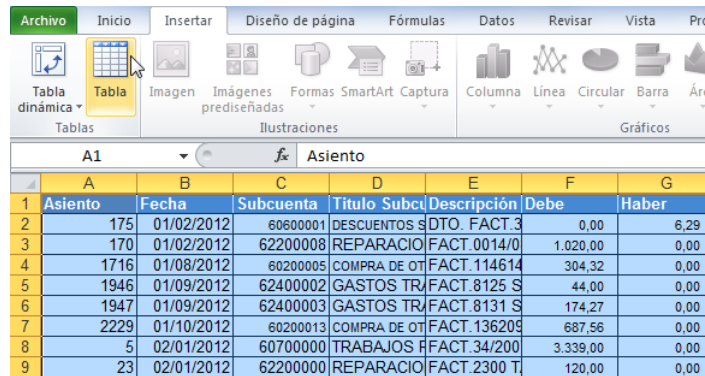 Archivo Inicio Insertar Diseño de página Fórmulas Datos Revisar Vista
Tabla dinámica Tabla Imagen Imágenes prediseñadas Formas SmartArt Captura Columna Línea Circular Barra
Tablas Ilustraciones Gráficos
A1 fx Asiento
A B C D E F G
1 Asiento Fecha Subcuenta Titulo Subcu Descripción Debe Haber
2 175 01/02/2012 60600001 DESCUENTOS S DTO. FACT.3 0,00 6,29
3 170 01/02/2012 62200008 REPARACIO FACT.0014/0 1.020,00 0,00
4 1716 01/08/2012 60200005 COMPRA DE OT FACT.114614 304,32 0,00
5 1946 01/09/2012 62400002 GASTOS TRA FACT.8125 S 44,00 0,00
6 1947 01/09/2012 62400003 GASTOS TRA FACT.8131 S 174,27 0,00
7 2229 01/10/2012 60200013 COMPRA DE OT FACT.136209 687,56 0,00
8 5 02/01/2012 60700000 TRABAJOS F FACT.34/200 3.339,00 0,00
9 23 02/01/2012 62200000 REPARACIO FACT.2300 T 120,00 0,00